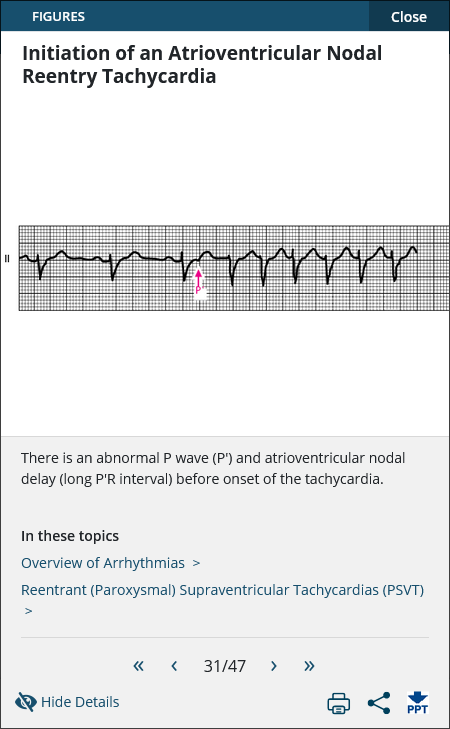 FIGURES
Close
Initiation of an Atrioventricular Nodal
Reentry Tachycardia
II
P'
There is an abnormal P wave (P') and atrioventricular nodal
delay (long P'R interval) before onset of the tachycardia.
In these topics
Overview of Arrhythmias >
Reentrant (Paroxysmal) Supraventricular Tachycardias (PSVT)
>
« ‹ 31/47 › »
Hide Details
PPT